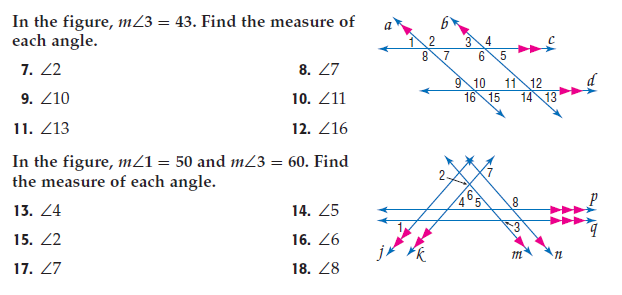 In the figure, m∠3 = 43. Find the measure of
each angle.
7. ∠2
8. ∠7
9. ∠10
10. ∠11
11. ∠13
12. ∠16
a b
1 2 3 4 c
8 7 6 5
9 10 11 12 d
16 15 14 13
In the figure, m∠1 = 50 and m∠3 = 60. Find
the measure of each angle.
13. ∠4
14. ∠5
15. ∠2
16. ∠6
17. ∠7
18. ∠8
2 7
6
4 5 8 p
1 3 q
j k m n